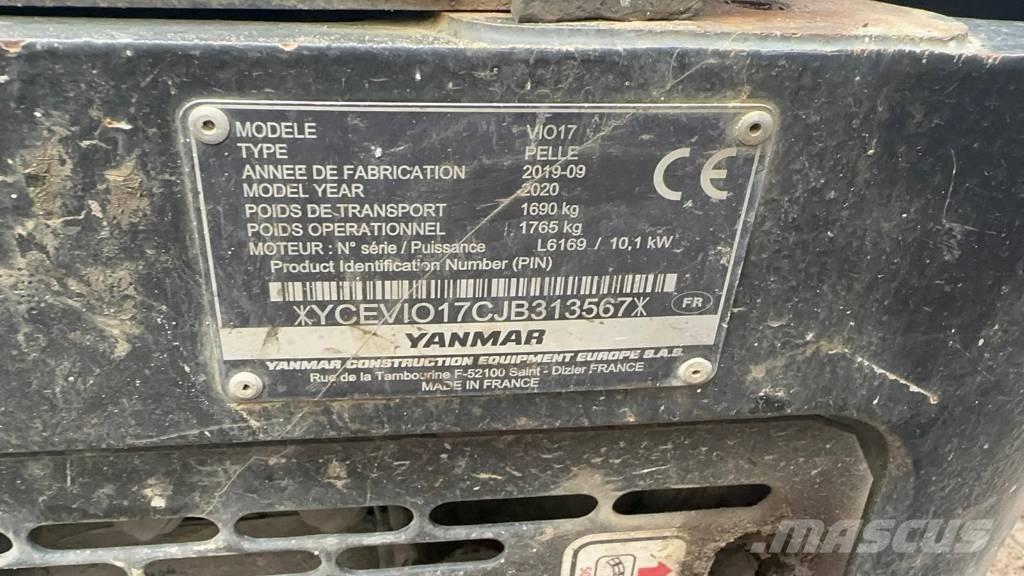 MODELE VIO17
TYPE PELLE
ANNEE DE FABRICATION 2019-09
MODEL YEAR 2020
POIDS DE TRANSPORT 1690 kg
POIDS OPERATIONNEL 1765 kg
MOTEUR : N° série / Puissance L6169 / 10,1 kW
Product Identification Number (PIN)
CE
*YCEVIO17CJB313567*
FR
YANMAR
YANMAR CONSTRUCTION EQUIPMENT EUROPE S.A.S.
Rue de la Tambourine F-52100 Saint - Dizier FRANCE
MADE IN FRANCE
MASCUS